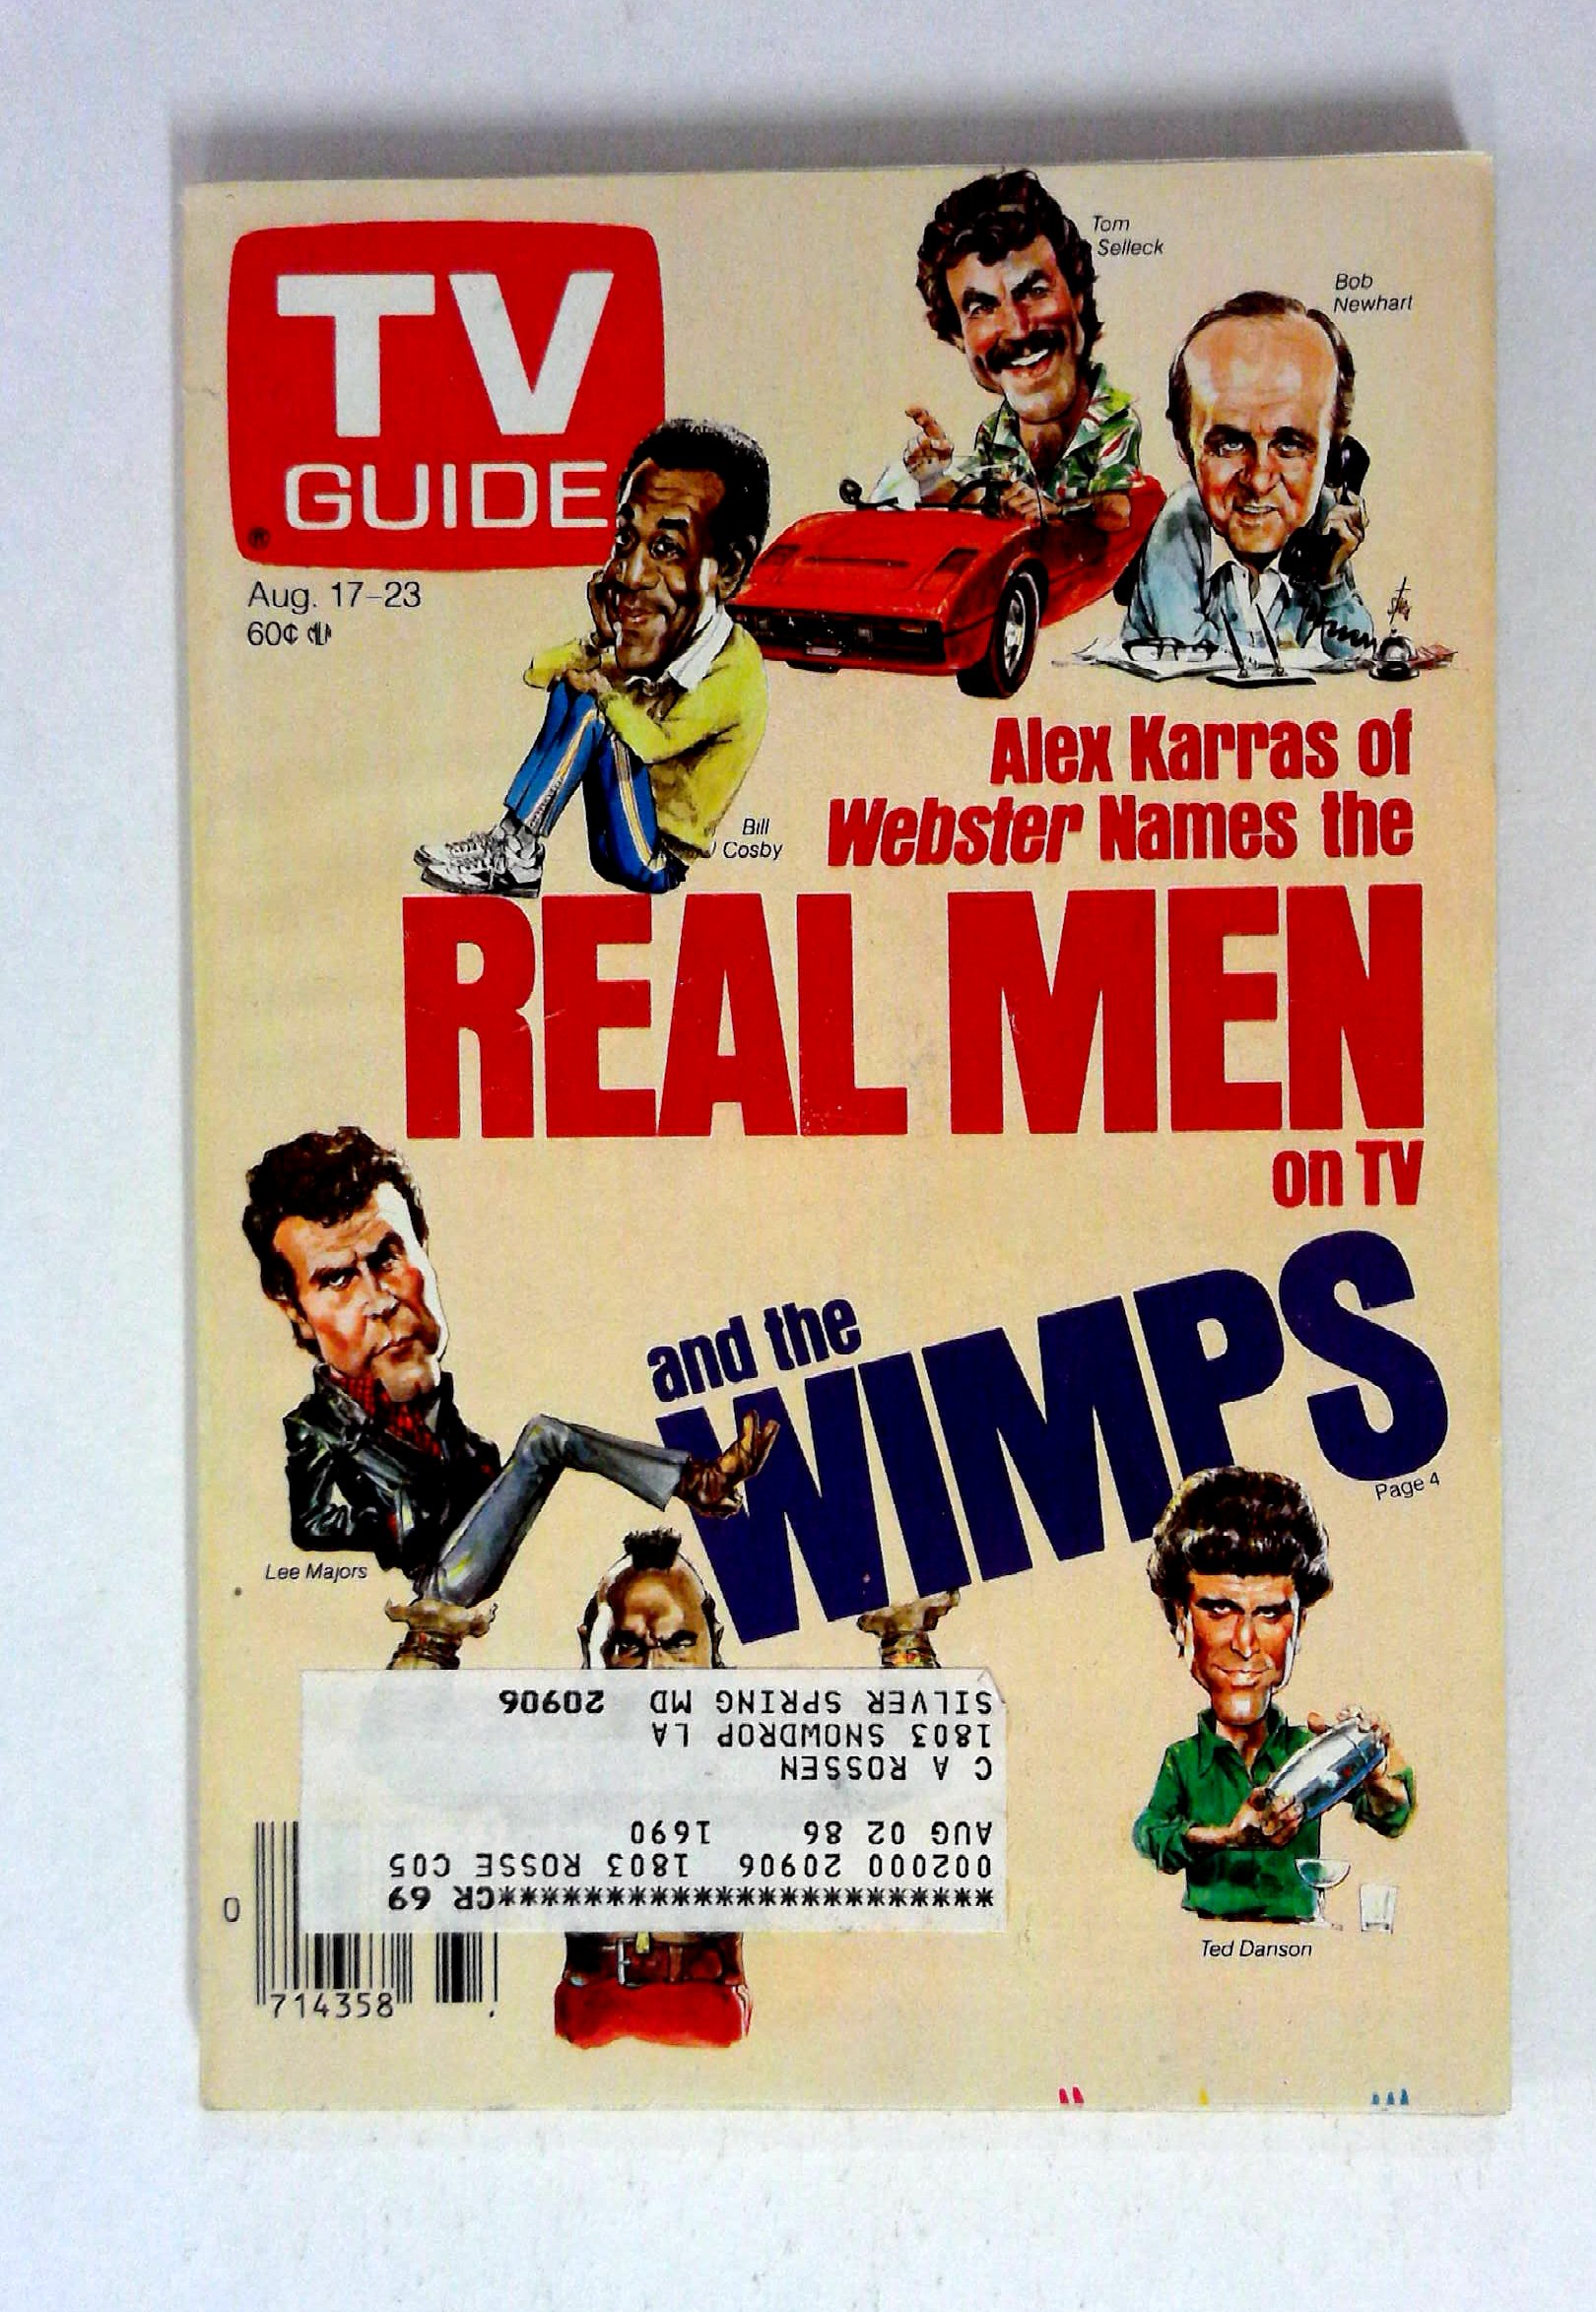 TV
GUIDE
®
Aug. 17–23
60¢
Tom
Selleck
Bob
Newhart
Bill
Cosby
Alex Karras of
Webster Names the
REAL MEN
on TV
and the
WIMPS
Page 4
Lee Majors
Ted Danson
************************CR 69
002000 20906 1803 ROSSE C05
AUG 02 86 1690
C A ROSSEN
1803 SNOWDROP LA
SILVER SPRING MD 20906
0
714358